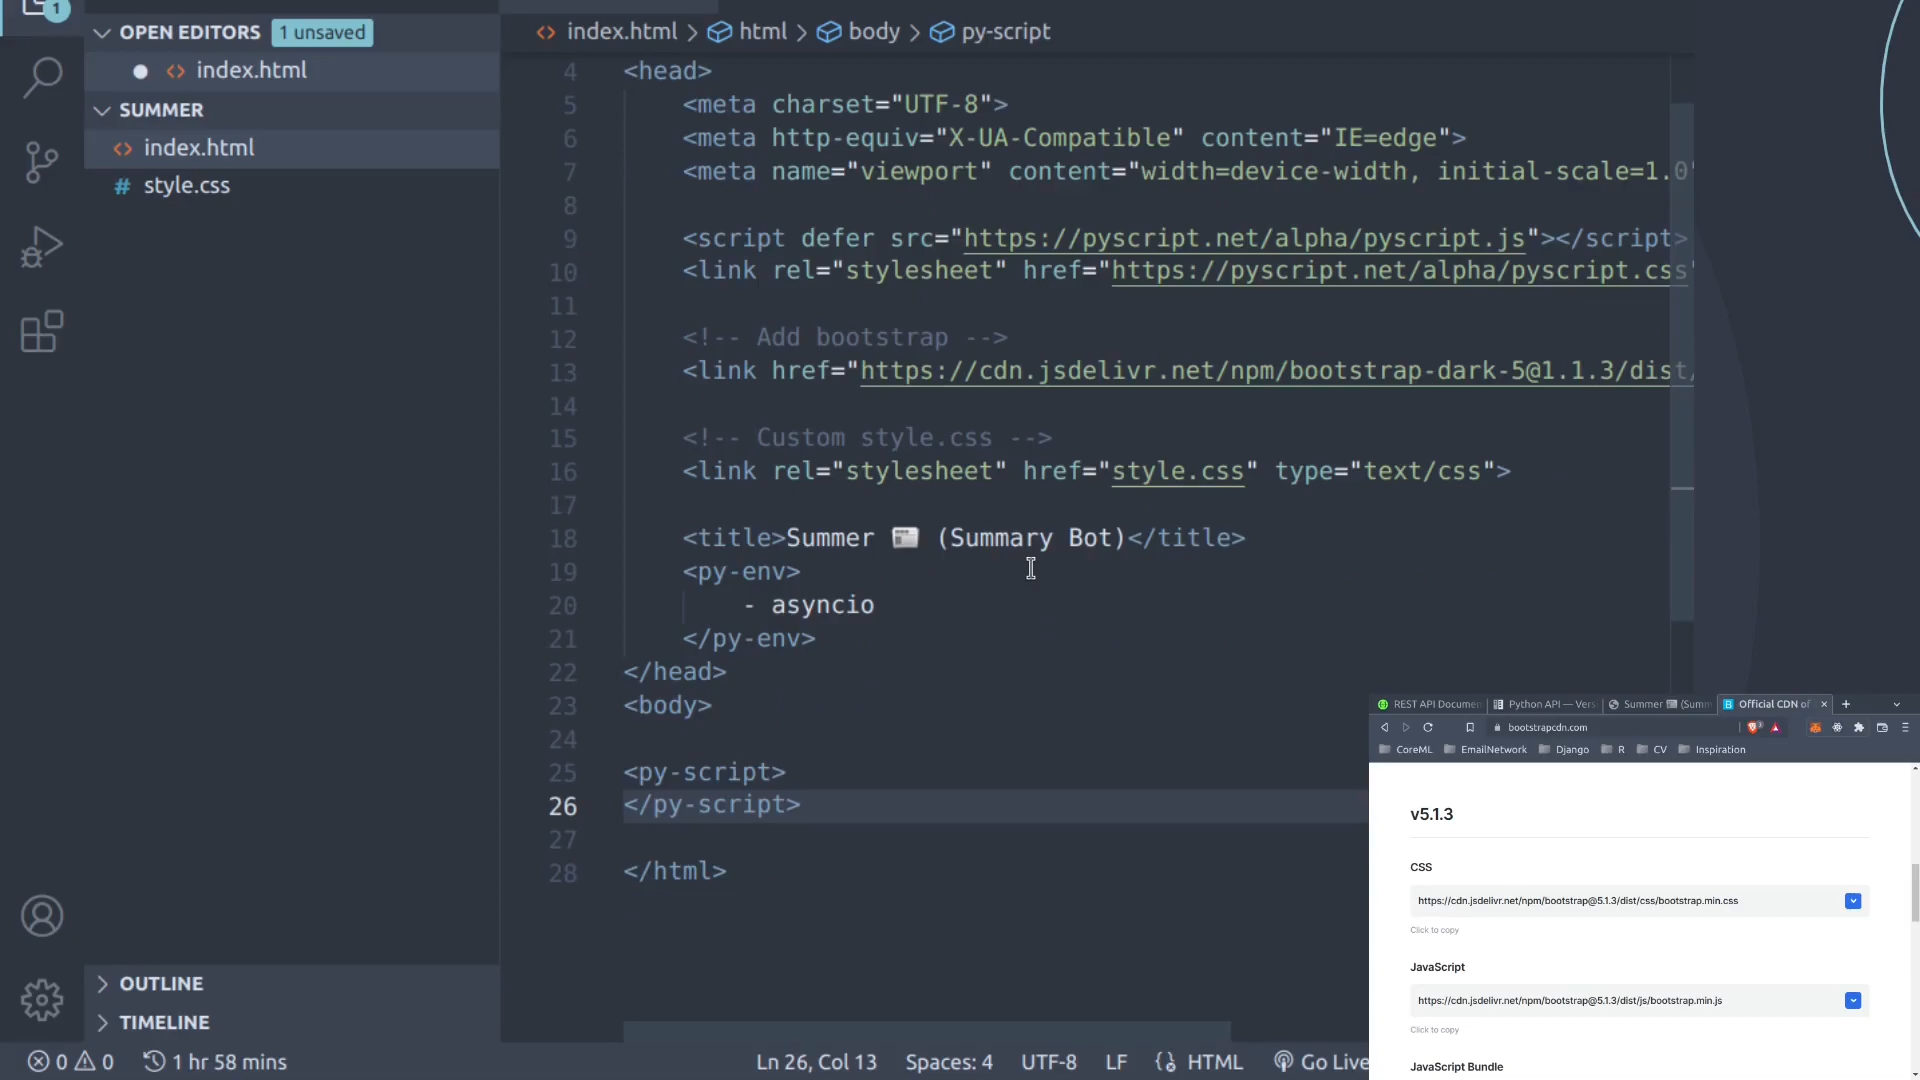 1
OPEN EDITORS 1 unsaved
index.html
SUMMER
index.html
# style.css
OUTLINE
TIMELINE
index.html > html > body > py-script
4 <head>
5 <meta charset="UTF-8">
6 <meta http-equiv="X-UA-Compatible" content="IE=edge">
7 <meta name="viewport" content="width=device-width, initial-scale=1.0"
8
9 <script defer src="https://pyscript.net/alpha/pyscript.js"></script>
10 <link rel="stylesheet" href="https://pyscript.net/alpha/pyscript.css"
11
12 <!-- Add bootstrap -->
13 <link href="https://cdn.jsdelivr.net/npm/bootstrap-dark-5@1.1.3/dist/
14
15 <!-- Custom style.css -->
16 <link rel="stylesheet" href="style.css" type="text/css">
17
18 <title>Summer 📰 (Summary Bot)</title>
19 <py-env>
20 - asyncio
21 </py-env>
22 </head>
23 <body>
24
25 <py-script>
26 </py-script>
27
28 </html>
REST API Documen Python API — Vers Summer 📰 (Summ Official CDN of
bootstrapcdn.com
CoreML EmailNetwork Django R CV Inspiration
v5.1.3
CSS
https://cdn.jsdelivr.net/npm/bootstrap@5.1.3/dist/css/bootstrap.min.css
Click to copy
JavaScript
https://cdn.jsdelivr.net/npm/bootstrap@5.1.3/dist/js/bootstrap.min.js
Click to copy
JavaScript Bundle
0 0 1 hr 58 mins Ln 26, Col 13 Spaces: 4 UTF-8 LF HTML Go Live